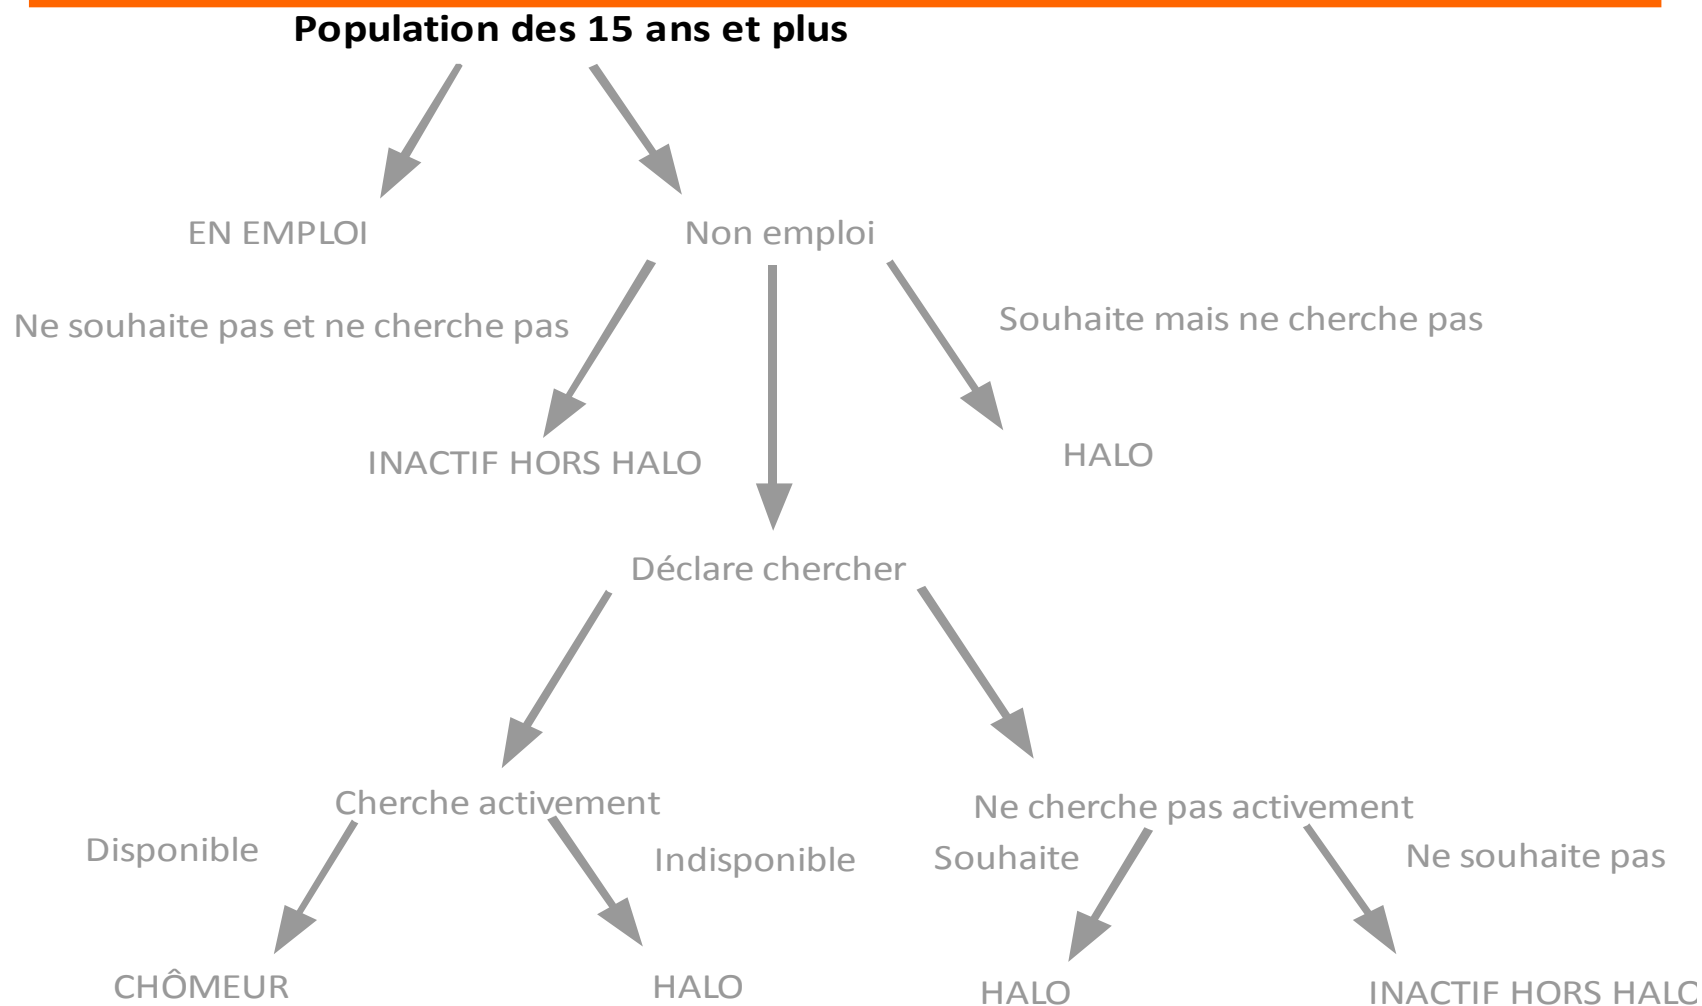 Population des 15 ans et plus
EN EMPLOI
Non emploi
Ne souhaite pas et ne cherche pas
Souhaite mais ne cherche pas
INACTIF HORS HALO
HALO
Déclare chercher
Cherche activement
Ne cherche pas activement
Disponible
Indisponible
Souhaite
Ne souhaite pas
CHÔMEUR
HALO
HALO
INACTIF HORS HALO